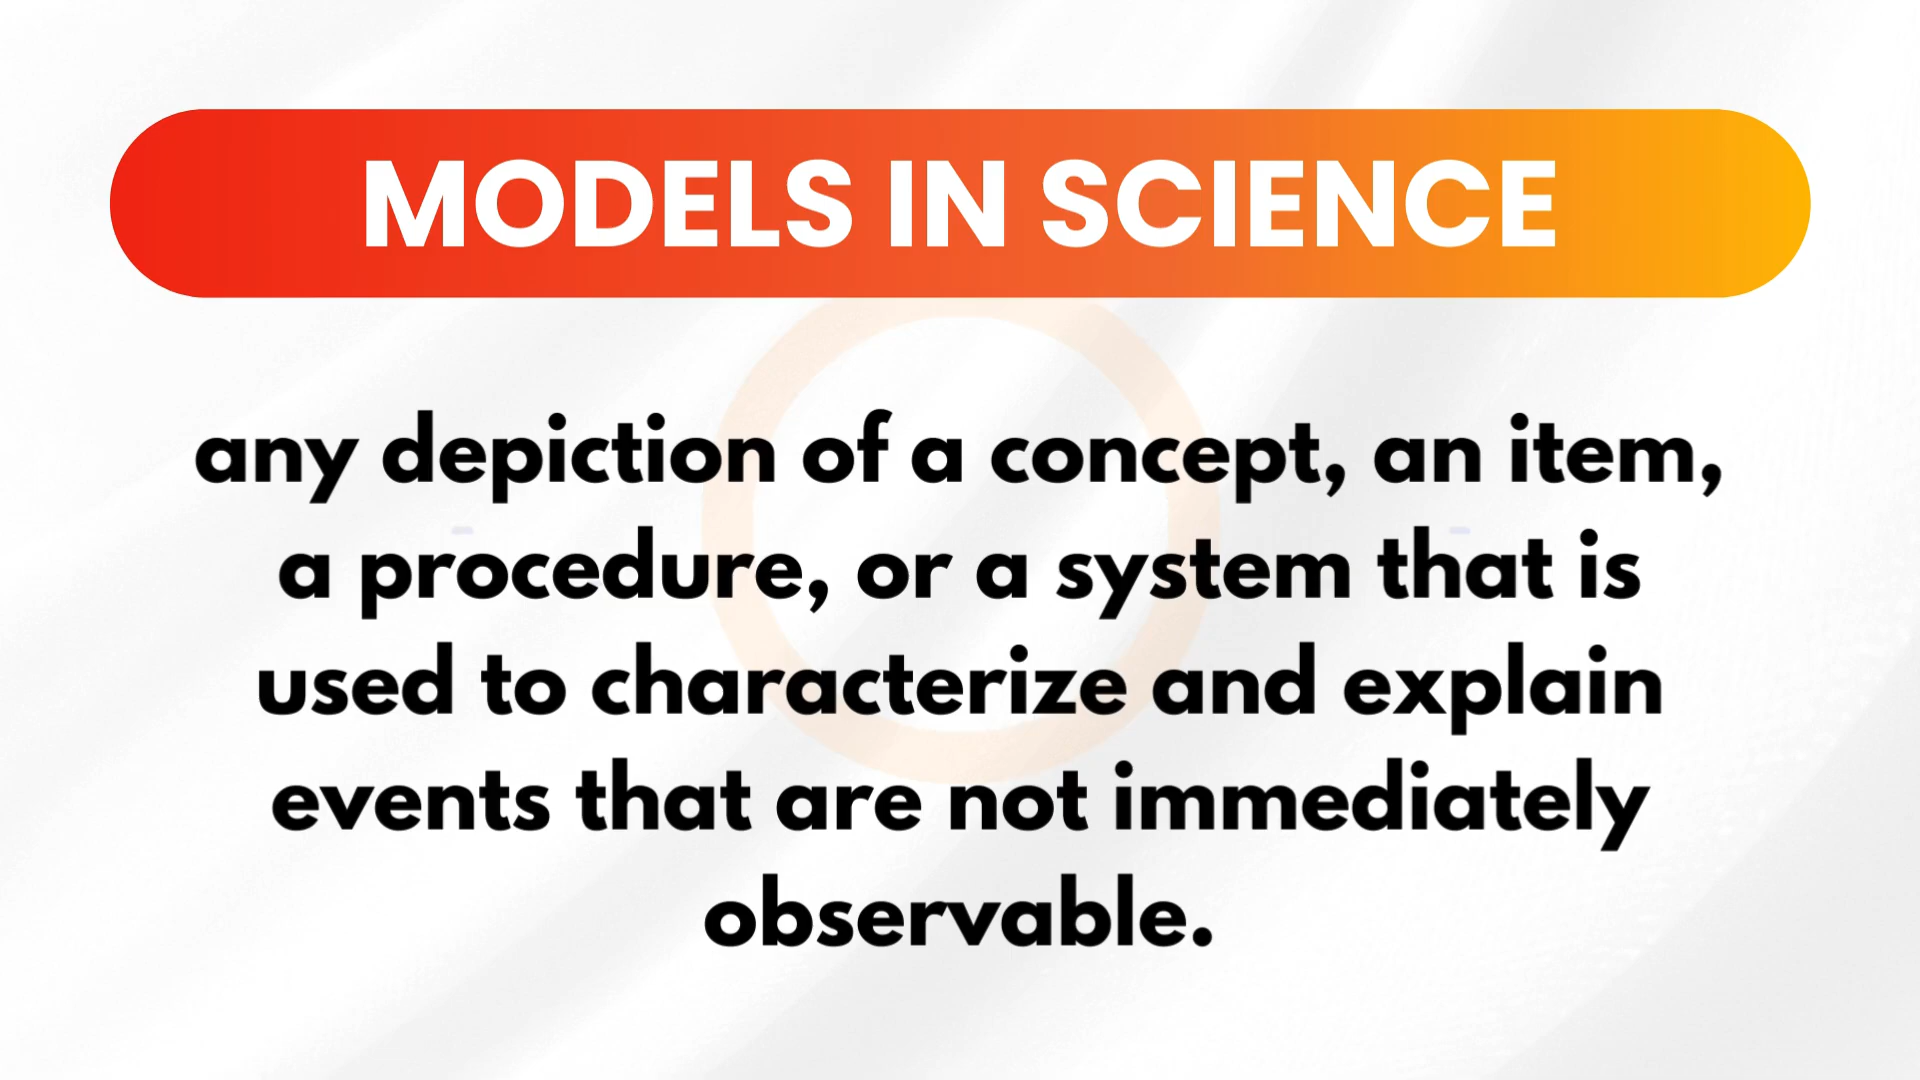 MODELS IN SCIENCE
any depiction of a concept, an item,
a procedure, or a system that is
used to characterize and explain
events that are not immediately
observable.